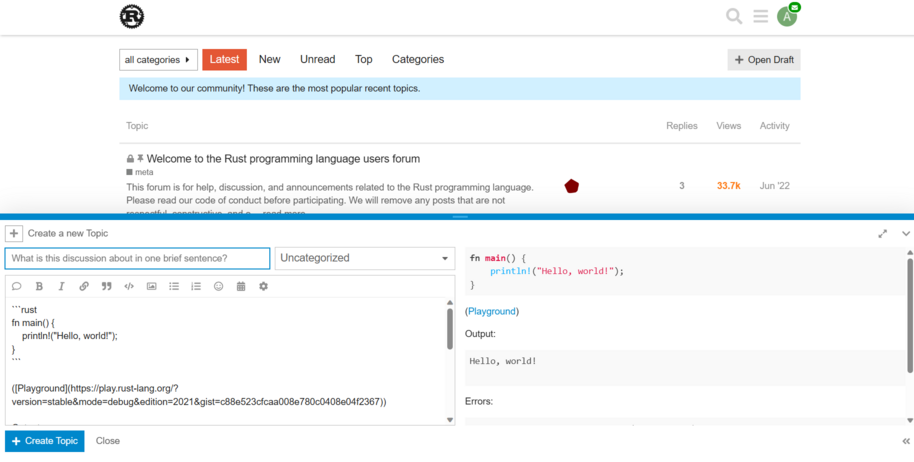 R
A
all categories
Latest
New
Unread
Top
Categories
+ Open Draft
Welcome to our community! These are the most popular recent topics.
Topic
Replies
Views
Activity
Welcome to the Rust programming language users forum
meta
This forum is for help, discussion, and announcements related to the Rust programming language.
Please read our code of conduct before participating. We will remove any posts that are not
respectful, constructive, and o... read more
3
33.7k
Jun '22
Create a new Topic
What is this discussion about in one brief sentence?
Uncategorized
```rust
fn main() {
    println!("Hello, world!");
}
```
([Playground](https://play.rust-lang.org/?
version=stable&mode=debug&edition=2021&gist=c88e523cfcaa008e780c0408e04f2367))
fn main() {
    println!("Hello, world!");
}
(Playground)
Output:
Hello, world!
Errors:
+ Create Topic
Close